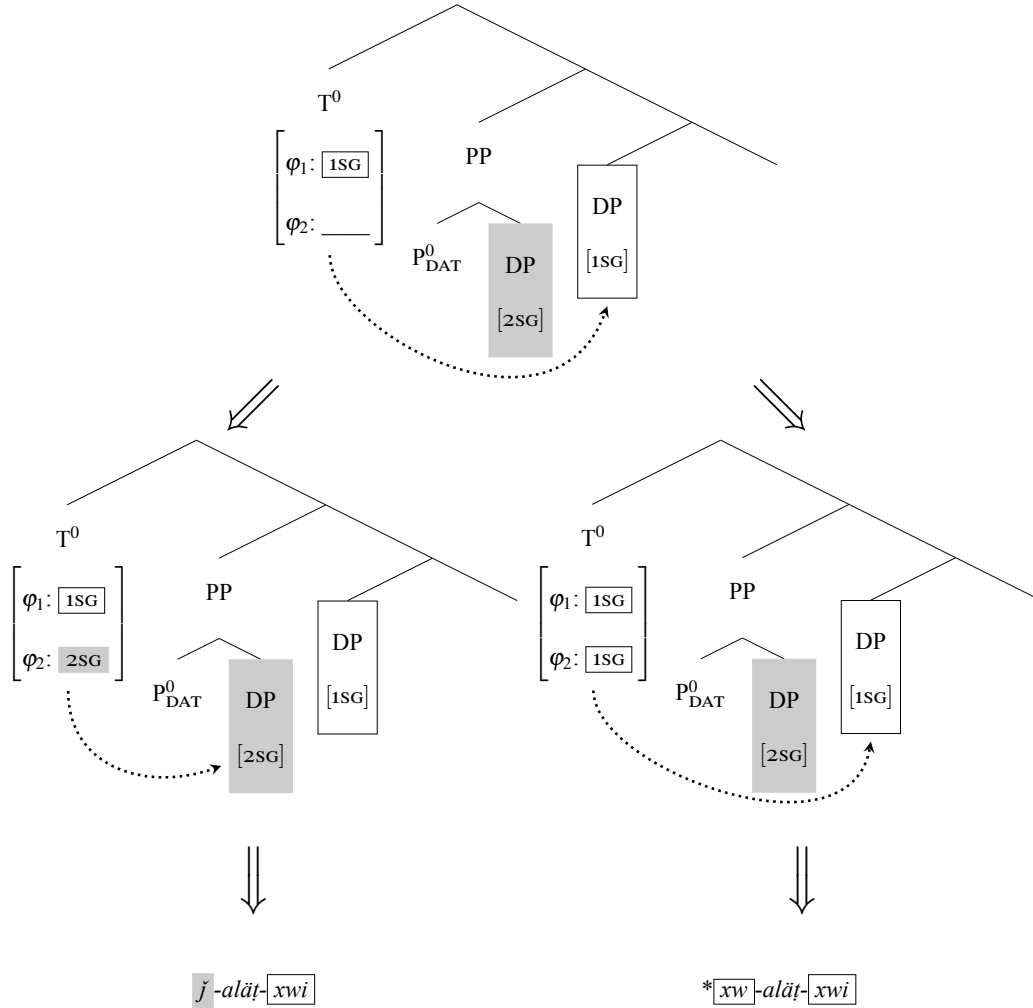 T⁰
PP
φ₁: 1SG
DP
φ₂: ____
P⁰DAT
DP
[1SG]
[2SG]
T⁰
T⁰
φ₁: 1SG
PP
φ₁: 1SG
PP
DP
DP
φ₂: 2SG
φ₂: 1SG
P⁰DAT
DP
[1SG]
P⁰DAT
DP
[1SG]
[2SG]
[2SG]
ǰ-aläṭ-xwi
*xw-aläṭ-xwi